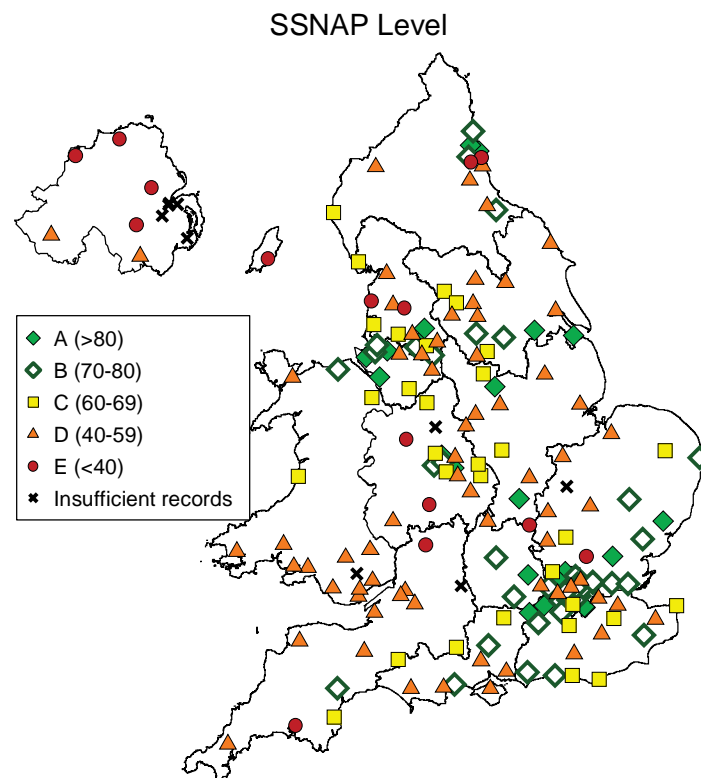 SSNAP Level
A (>80)
B (70-80)
C (60-69)
D (40-59)
E (<40)
Insufficient records